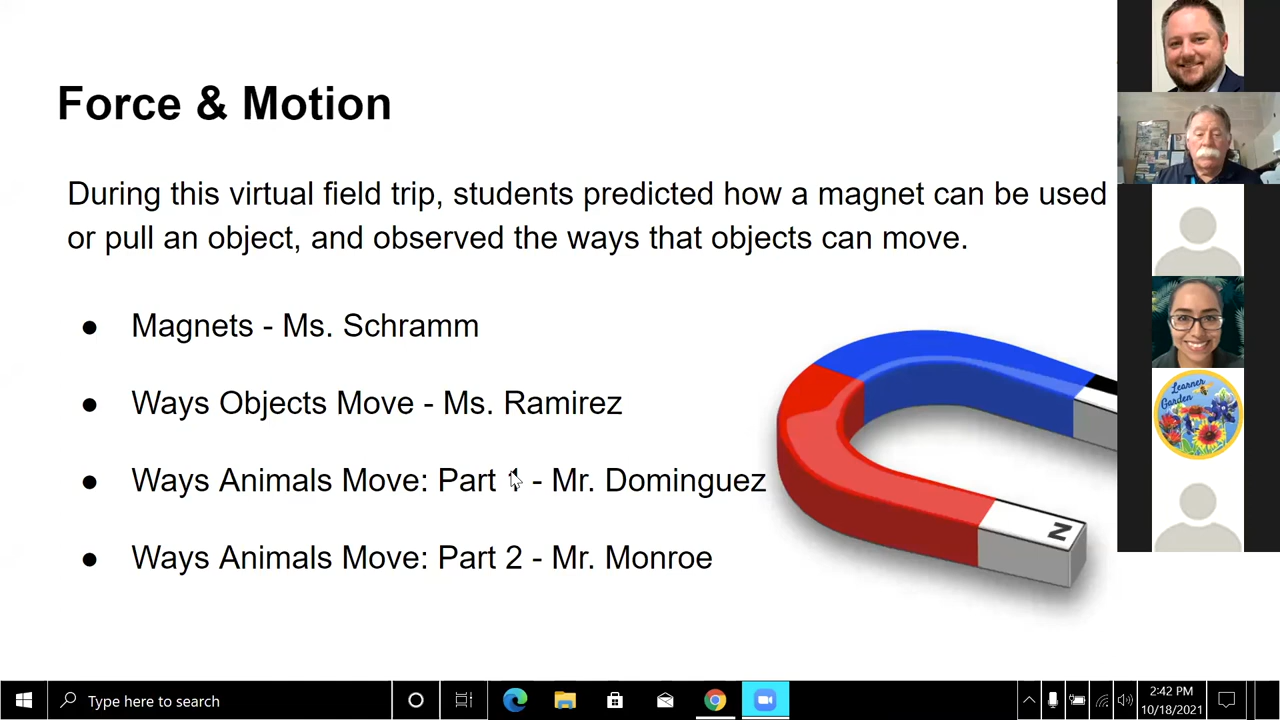 Force & Motion
During this virtual field trip, students predicted how a magnet can be used
or pull an object, and observed the ways that objects can move.
● Magnets - Ms. Schramm
● Ways Objects Move - Ms. Ramirez
● Ways Animals Move: Part 1 - Mr. Dominguez
● Ways Animals Move: Part 2 - Mr. Monroe
N
Learner
Garden
Type here to search
2:42 PM
10/18/2021